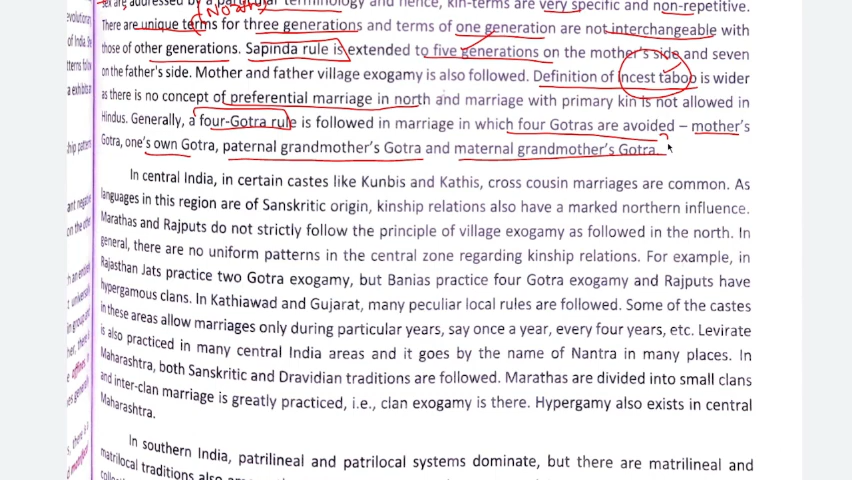 are addressed by a particular terminology and hence, kin-terms are very specific and non-repetitive.
There are unique terms for three generations and terms of one generation are not interchangeable with
those of other generations. Sapinda rule is extended to five generations on the mother's side and seven
on the father's side. Mother and father village exogamy is also followed. Definition of incest taboo is wider
as there is no concept of preferential marriage in north and marriage with primary kin is not allowed in
Hindus. Generally, a four-Gotra rule is followed in marriage in which four Gotras are avoided – mother's
Gotra, one's own Gotra, paternal grandmother's Gotra and maternal grandmother's Gotra.
In central India, in certain castes like Kunbis and Kathis, cross cousin marriages are common. As
languages in this region are of Sanskritic origin, kinship relations also have a marked northern influence.
Marathas and Rajputs do not strictly follow the principle of village exogamy as followed in the north. In
general, there are no uniform patterns in the central zone regarding kinship relations. For example, in
Rajasthan Jats practice two Gotra exogamy, but Banias practice four Gotra exogamy and Rajputs have
hypergamous clans. In Kathiawad and Gujarat, many peculiar local rules are followed. Some of the castes
in these areas allow marriages only during particular years, say once a year, every four years, etc. Levirate
is also practiced in many central India areas and it goes by the name of Nantra in many places. In
Maharashtra, both Sanskritic and Dravidian traditions are followed. Marathas are divided into small clans
and inter-clan marriage is greatly practiced, i.e., clan exogamy is there. Hypergamy also exists in central
Maharashtra.
In southern India, patrilineal and patrilocal systems dominate, but there are matrilineal and
matrilocal traditions also